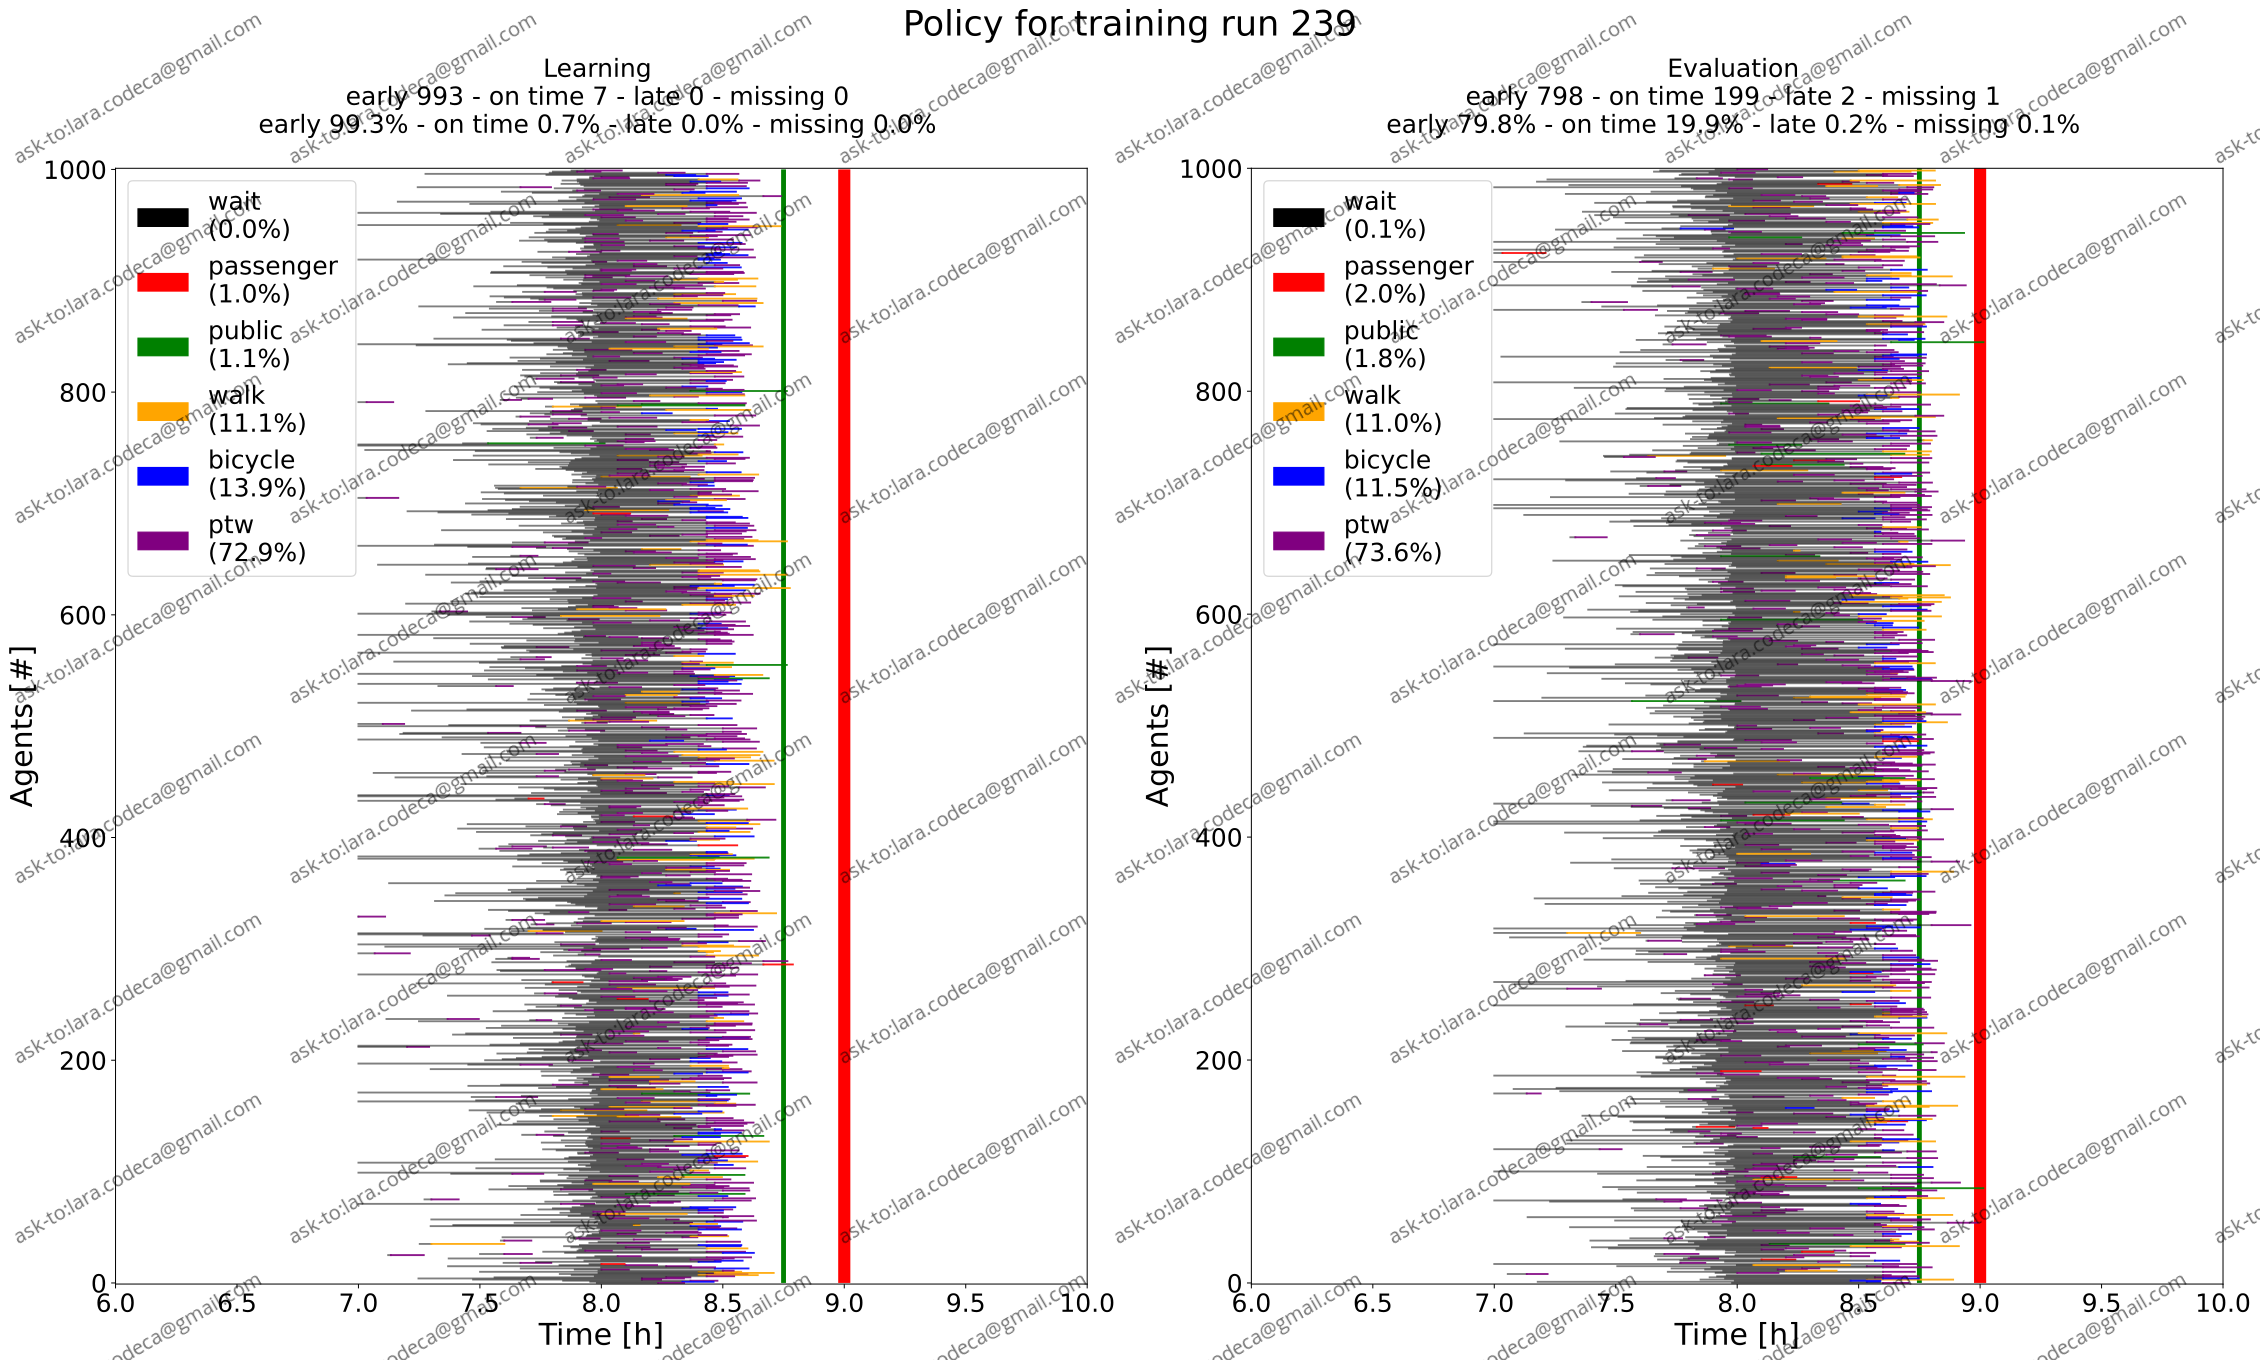 Policy for training run 239
Learning
early 993 - on time 7 - late 0 - missing 0
early 99.3% - on time 0.7% - late 0.0% - missing 0.0%
1000
800
600
400
200
0
Agents [#]
wait
(0.0%)
passenger
(1.0%)
public
(1.1%)
walk
(11.1%)
bicycle
(13.9%)
ptw
(72.9%)
6.0 6.5 7.0 7.5 8.0 8.5 9.0 9.5 10.0
Time [h]
Evaluation
early 798 - on time 199 - late 2 - missing 1
early 79.8% - on time 19.9% - late 0.2% - missing 0.1%
1000
800
600
400
200
0
Agents [#]
wait
(0.1%)
passenger
(2.0%)
public
(1.8%)
walk
(11.0%)
bicycle
(11.5%)
ptw
(73.6%)
6.0 6.5 7.0 7.5 8.0 8.5 9.0 9.5 10.0
Time [h]
ask-to:lara.codeca@gmail.com